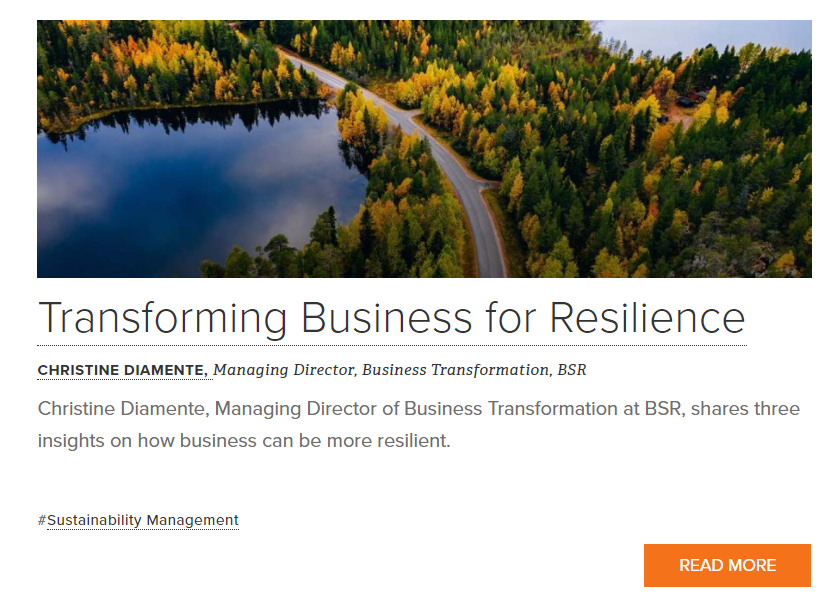 Transforming Business for Resilience
CHRISTINE DIAMENTE, Managing Director, Business Transformation, BSR
Christine Diamente, Managing Director of Business Transformation at BSR, shares three
insights on how business can be more resilient.
#Sustainability Management
READ MORE